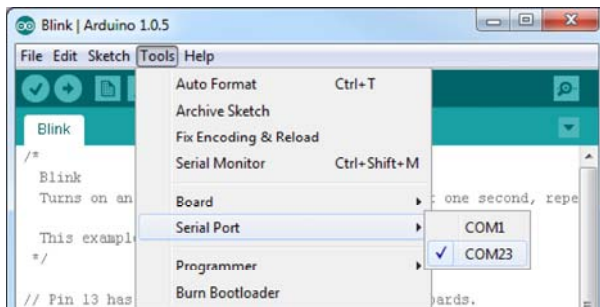 Blink | Arduino 1.0.5
File Edit Sketch Tools Help
Auto Format Ctrl+T
Archive Sketch
Fix Encoding & Reload
Serial Monitor Ctrl+Shift+M
Board
Serial Port
COM1
COM23
Programmer
Burn Bootloader
Blink
/*
Blink
Turns on an one second, repe
This exampl
*/
// Pin 13 has ards.